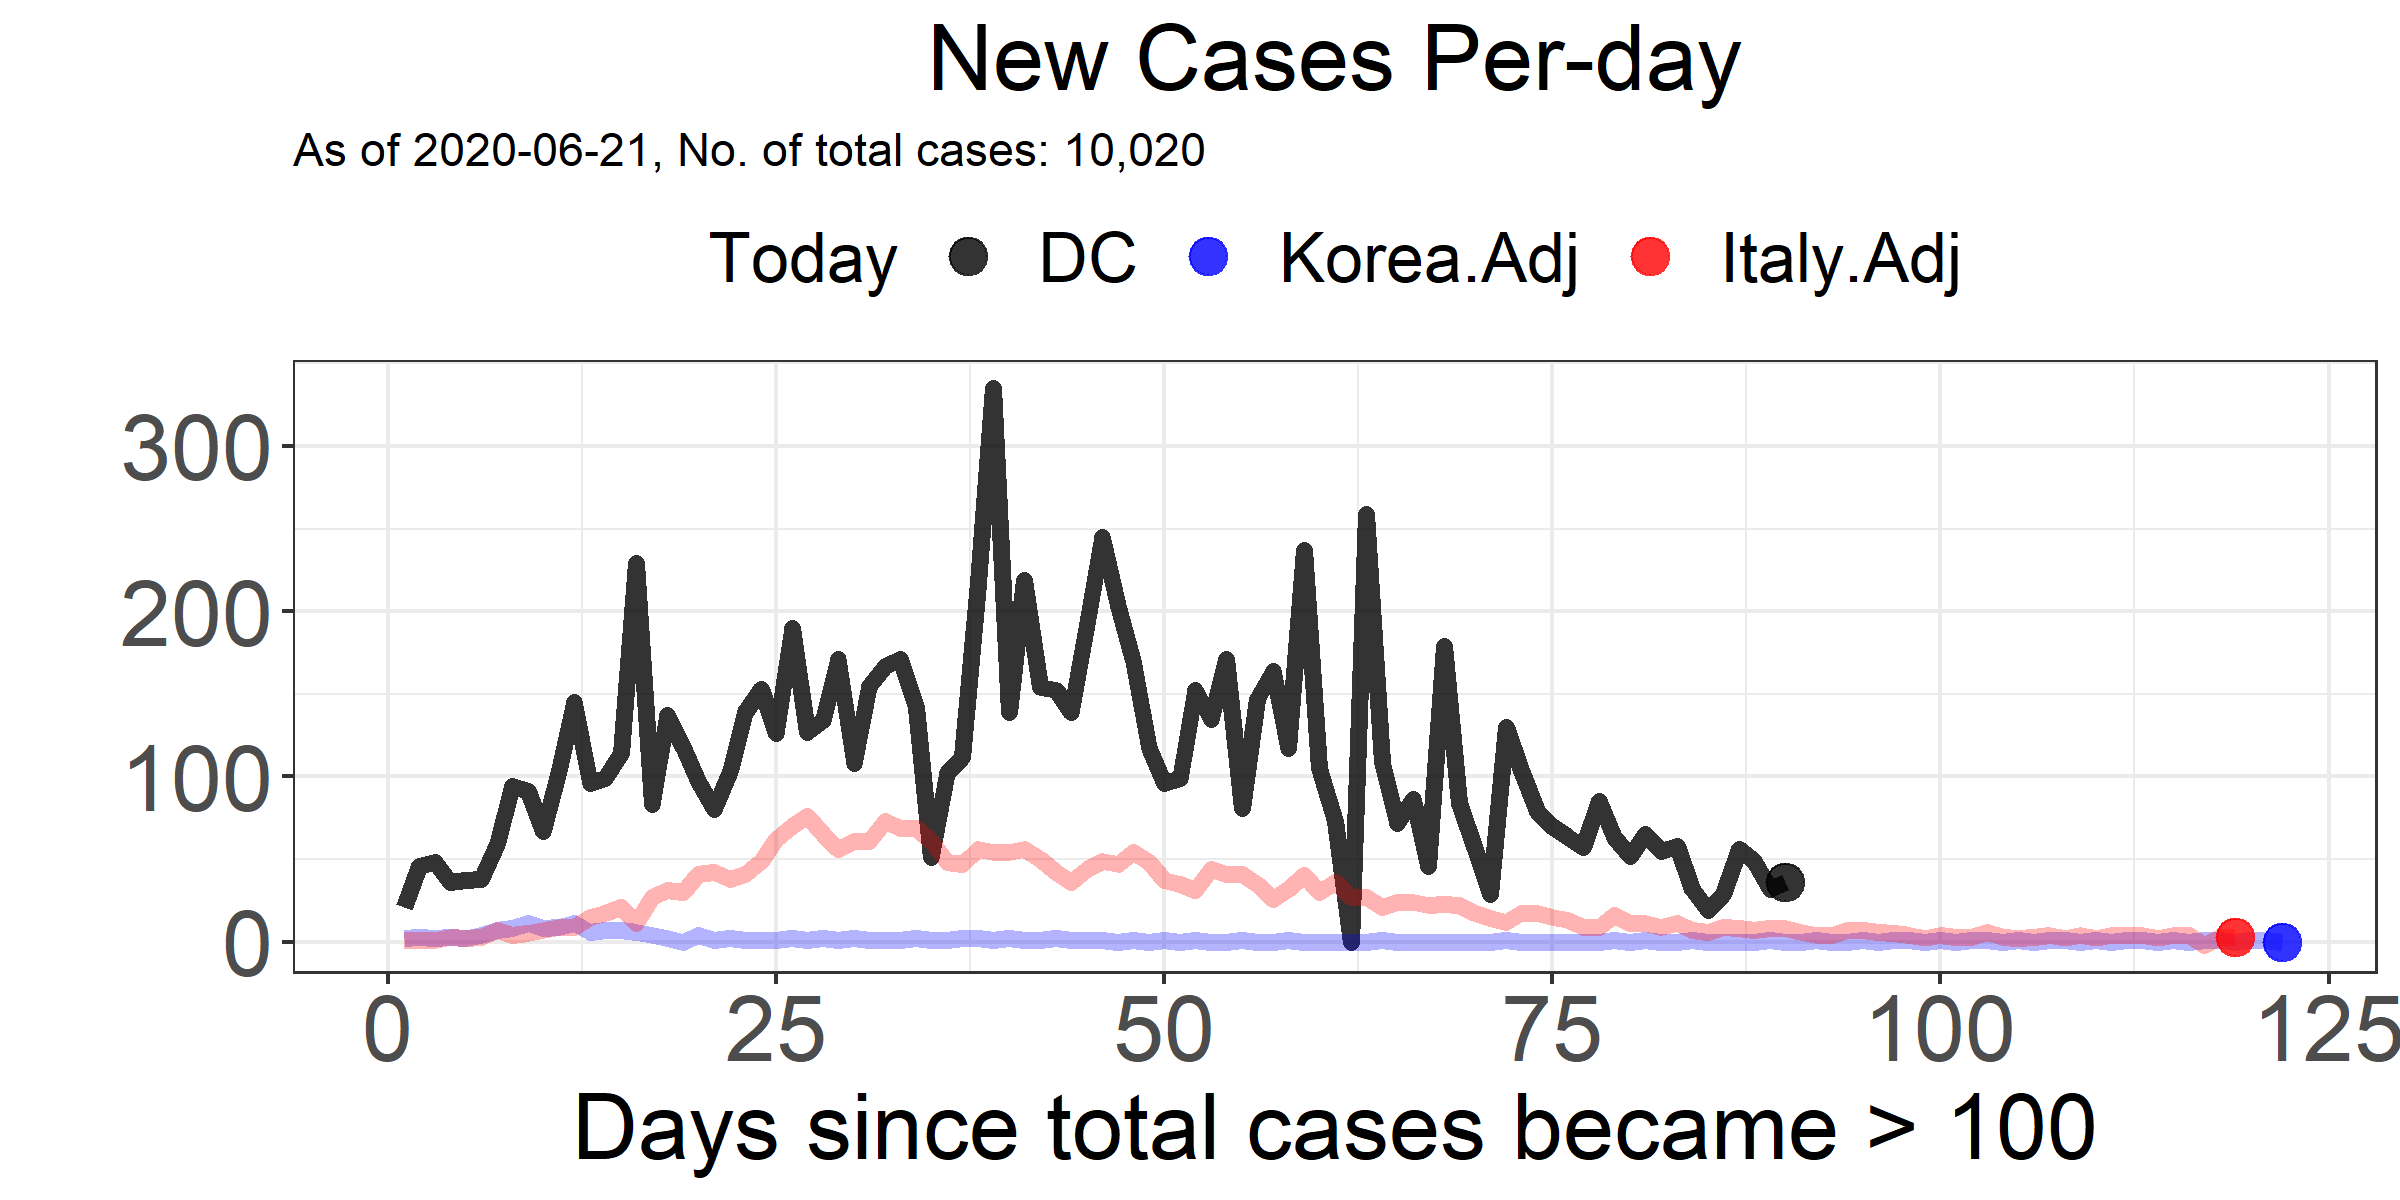 New Cases Per-day
As of 2020-06-21, No. of total cases: 10,020
Today DC Korea.Adj Italy.Adj
300
200
100
0
0 25 50 75 100 125
Days since total cases became > 100